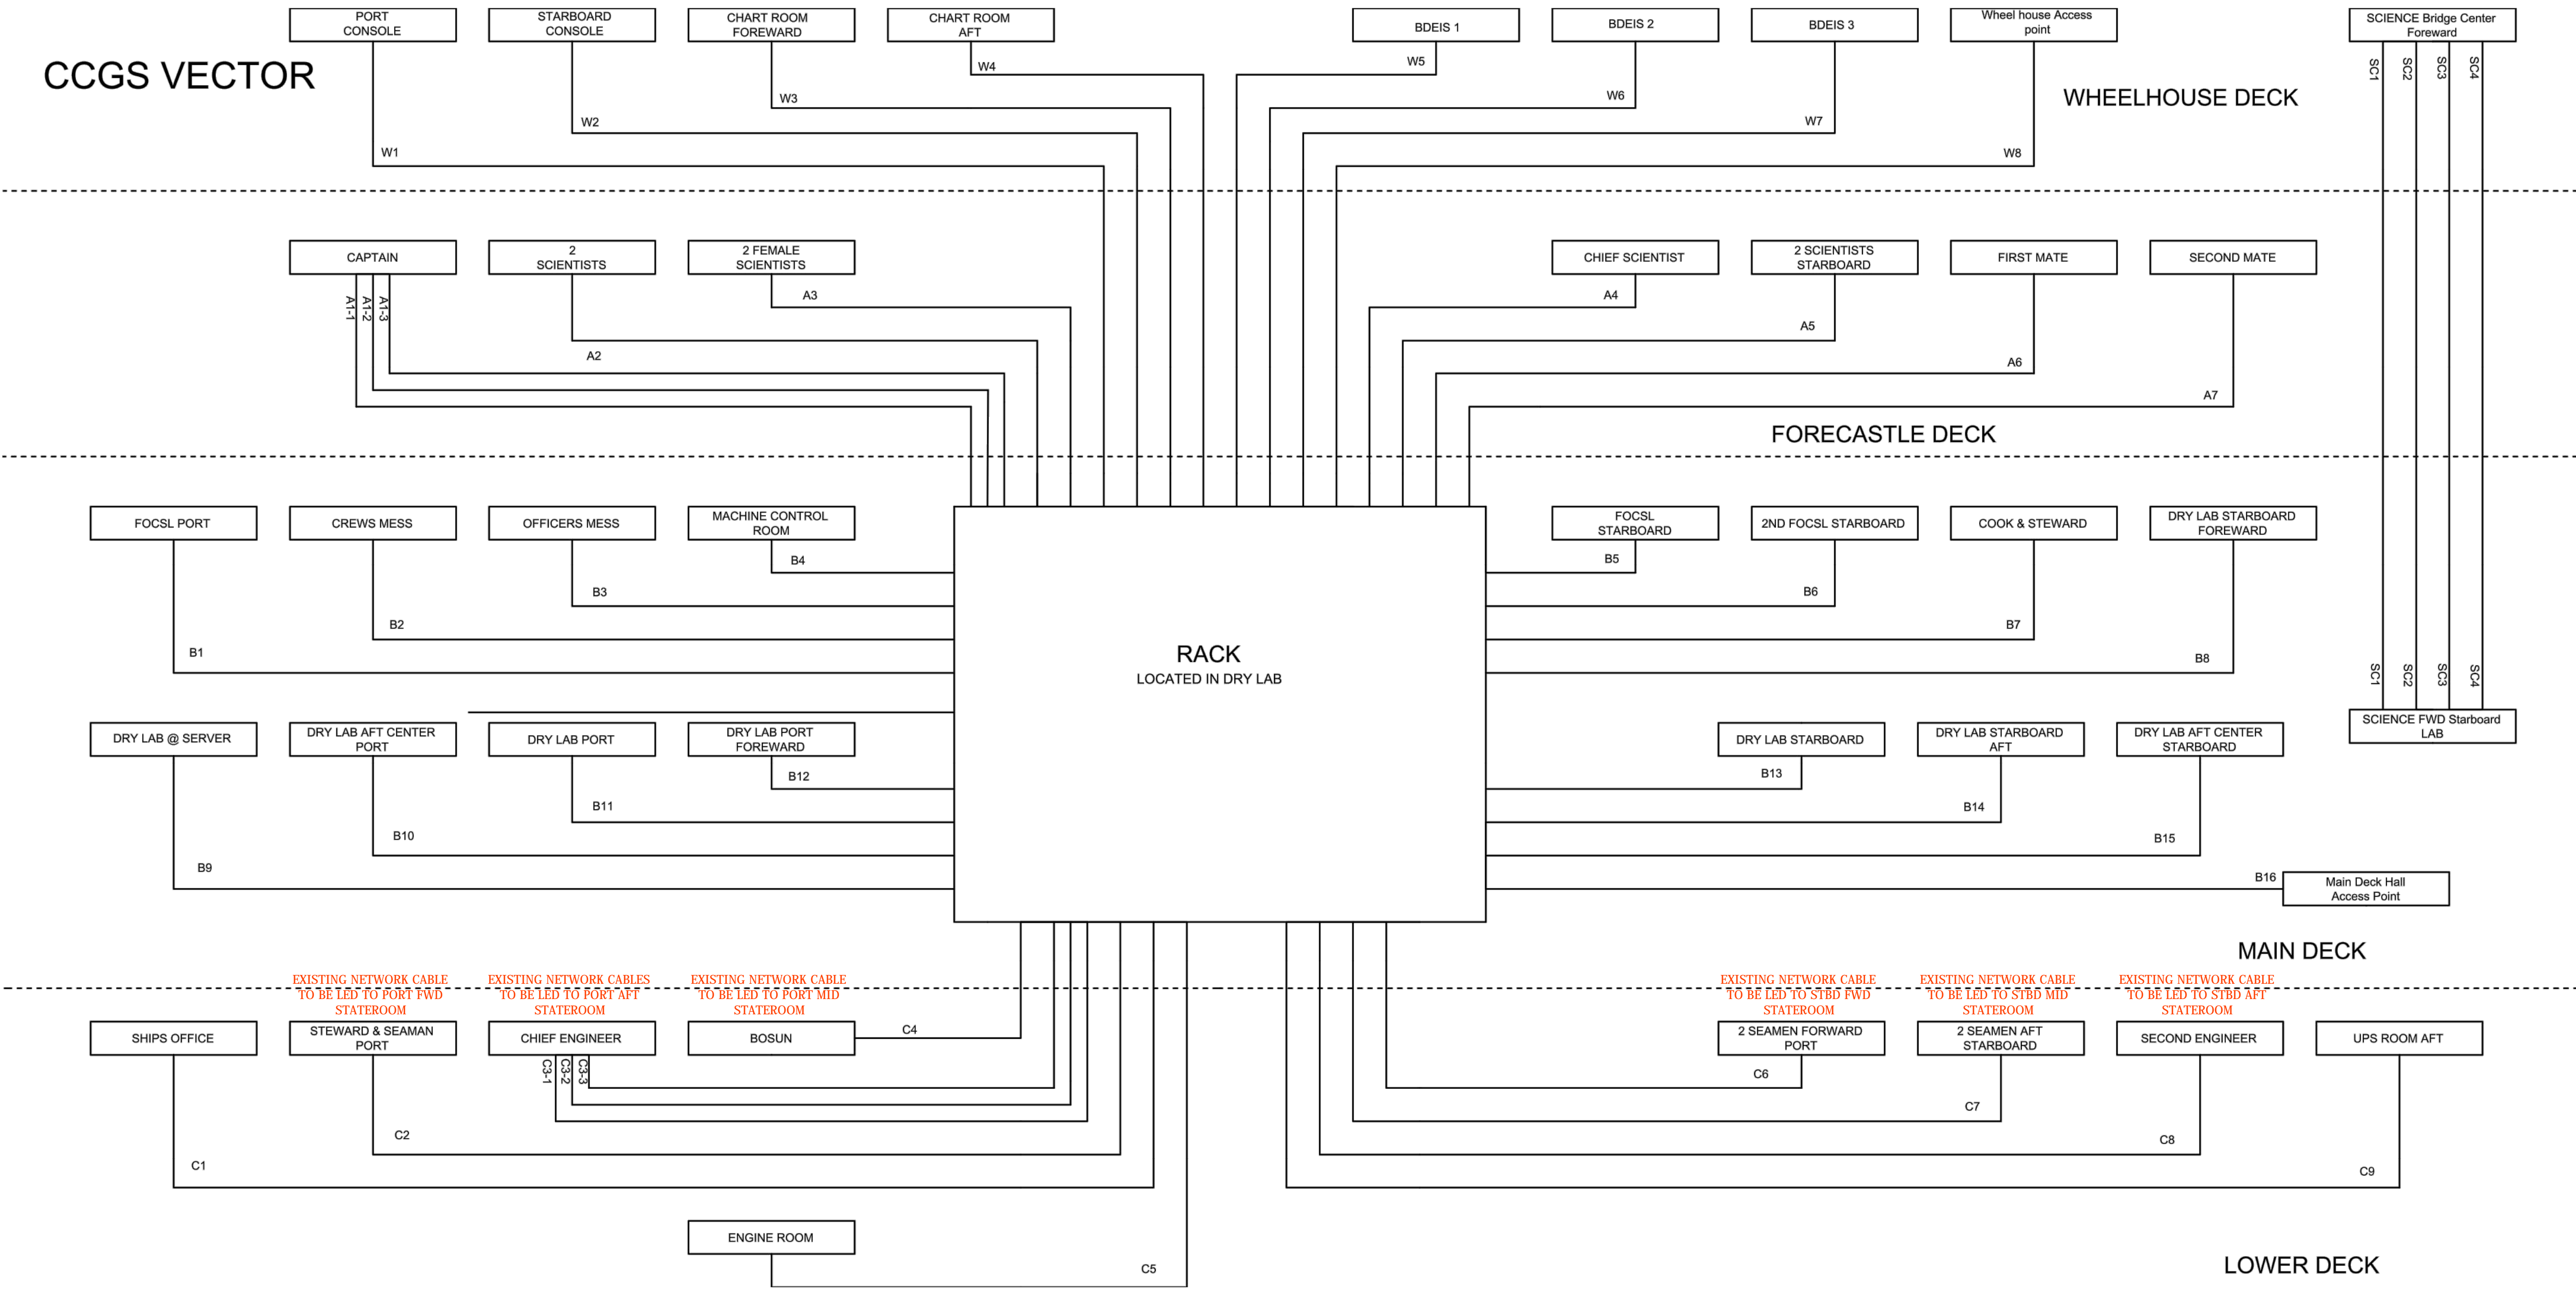 PORT
CONSOLE
STARBOARD
CONSOLE
CHART ROOM
FOREWARD
CHART ROOM
AFT
BDEIS 1
BDEIS 2
BDEIS 3
Wheel house Access
point
SCIENCE Bridge Center
Foreward
CCGS VECTOR
WHEELHOUSE DECK
W1
W2
W3
W4
W5
W6
W7
W8
SC1
SC2
SC3
SC4
CAPTAIN
2
SCIENTISTS
2 FEMALE
SCIENTISTS
CHIEF SCIENTIST
2 SCIENTISTS
STARBOARD
FIRST MATE
SECOND MATE
A1-1
A1-2
A1-3
A2
A3
A4
A5
A6
A7
FORECASTLE DECK
FOCSL PORT
CREWS MESS
OFFICERS MESS
MACHINE CONTROL
ROOM
FOCSL
STARBOARD
2ND FOCSL STARBOARD
COOK & STEWARD
DRY LAB STARBOARD
FOREWARD
B1
B2
B3
B4
B5
B6
B7
B8
RACK
LOCATED IN DRY LAB
SC1
SC2
SC3
SC4
SCIENCE FWD Starboard
LAB
DRY LAB @ SERVER
DRY LAB AFT CENTER
PORT
DRY LAB PORT
DRY LAB PORT
FOREWARD
DRY LAB STARBOARD
DRY LAB STARBOARD
AFT
DRY LAB AFT CENTER
STARBOARD
B9
B10
B11
B12
B13
B14
B15
B16
Main Deck Hall
Access Point
MAIN DECK
EXISTING NETWORK CABLE
TO BE LED TO PORT FWD
STATEROOM
EXISTING NETWORK CABLES
TO BE LED TO PORT AFT
STATEROOM
EXISTING NETWORK CABLE
TO BE LED TO PORT MID
STATEROOM
EXISTING NETWORK CABLE
TO BE LED TO STBD FWD
STATEROOM
EXISTING NETWORK CABLE
TO BE LED TO STBD MID
STATEROOM
EXISTING NETWORK CABLE
TO BE LED TO STBD AFT
STATEROOM
SHIPS OFFICE
STEWARD & SEAMAN
PORT
CHIEF ENGINEER
BOSUN
2 SEAMEN FORWARD
PORT
2 SEAMEN AFT
STARBOARD
SECOND ENGINEER
UPS ROOM AFT
C1
C2
C3-1
C3-2
C3-3
C4
C6
C7
C8
C9
ENGINE ROOM
C5
LOWER DECK